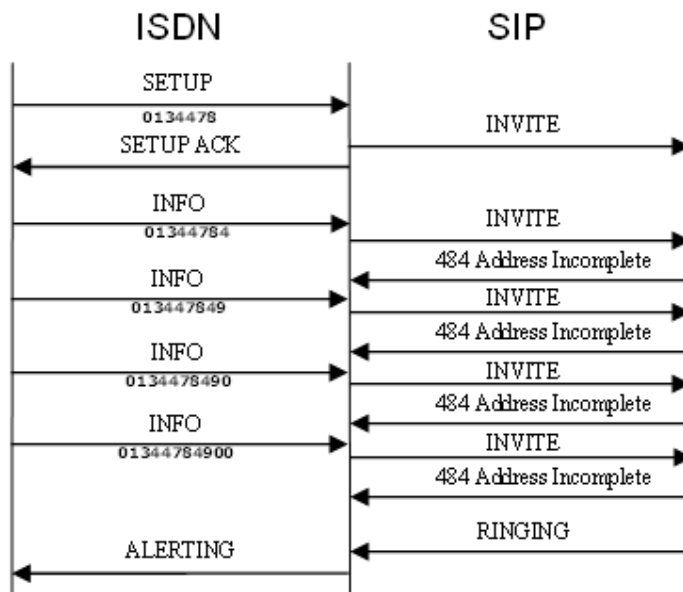 ISDN SIP
SETUP
0134478
INVITE
SETUP ACK
INFO
01344784
INVITE
484 Address Incomplete
INFO
013447849
INVITE
484 Address Incomplete
INFO
0134478490
INVITE
484 Address Incomplete
INFO
01344784900
INVITE
484 Address Incomplete
RINGING
ALERTING